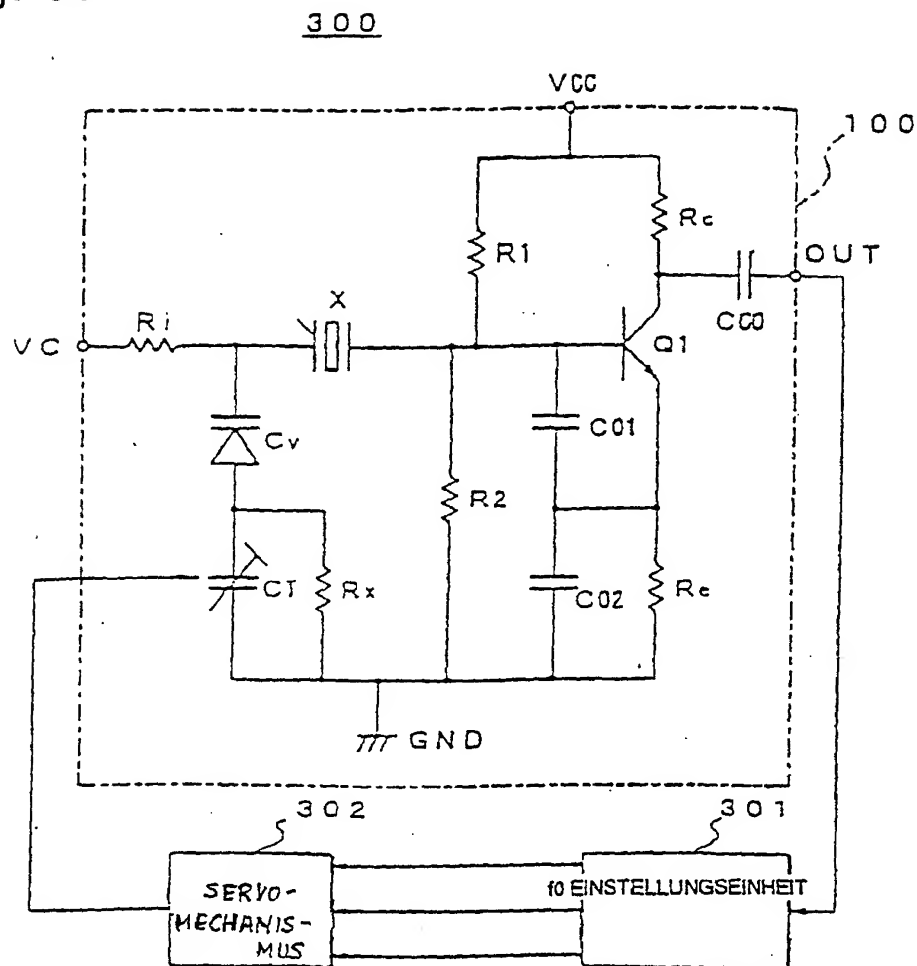 300
VCC
100
R1
Rc
OUT
CC0
X
Ri
VC
Q1
Cv
C01
R2
CT
Rx
C02
Re
GND
302
301
SERVO-
MECHANIS-
MUS
f0 EINSTELLUNGSEINHEIT